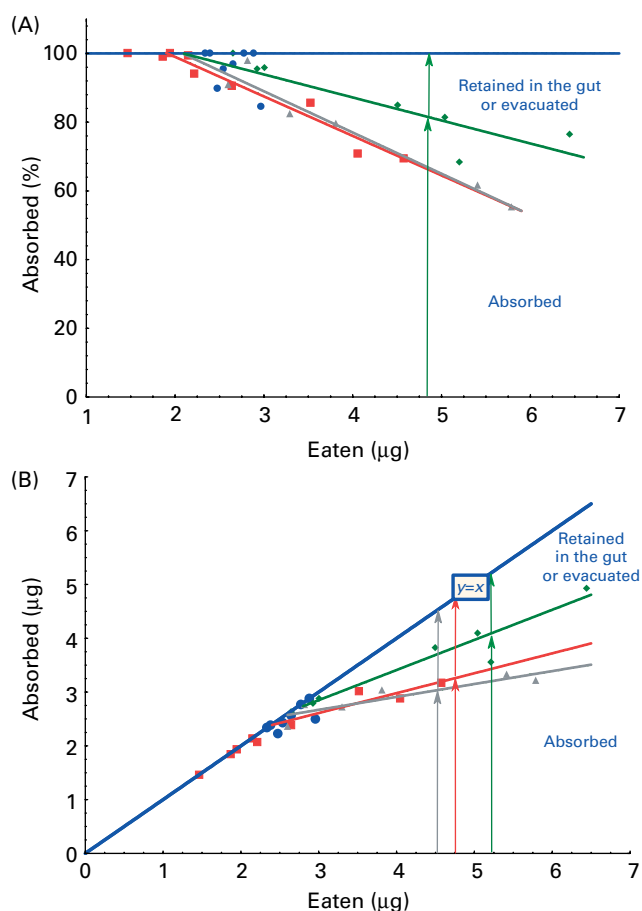 (A)
100
80
60
40
20
0
Absorbed (%)
Retained in the gut
or evacuated
Absorbed
1 2 3 4 5 6 7
Eaten (μg)
(B)
7
6
5
4
3
2
1
0
Absorbed (μg)
y=x
Retained
in the gut
or evacuated
Absorbed
0 1 2 3 4 5 6 7
Eaten (μg)